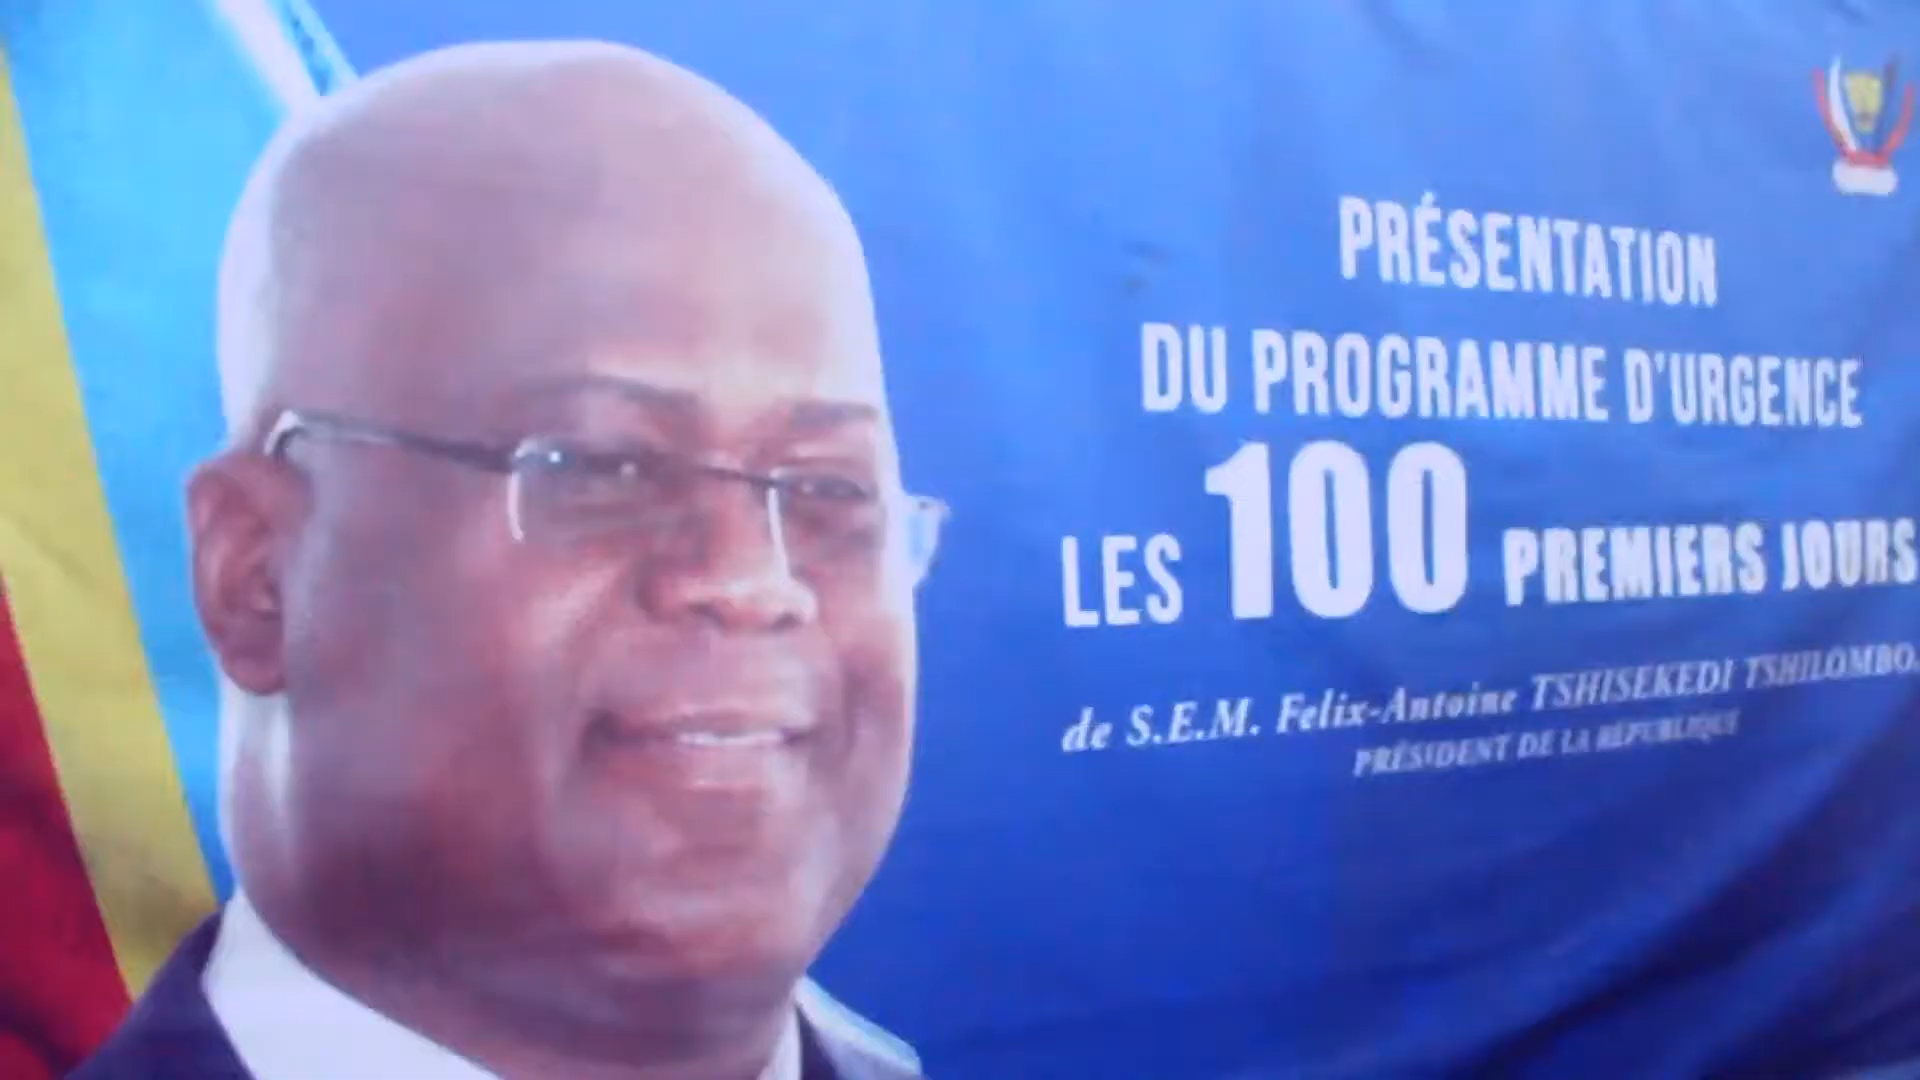 PRÉSENTATION
DU PROGRAMME D'URGENCE
LES 100 PREMIERS JOURS
de S.E.M. Felix-Antoine TSHISEKEDI TSHILOMBO,
PRÉSIDENT DE LA RÉPUBLIQUE